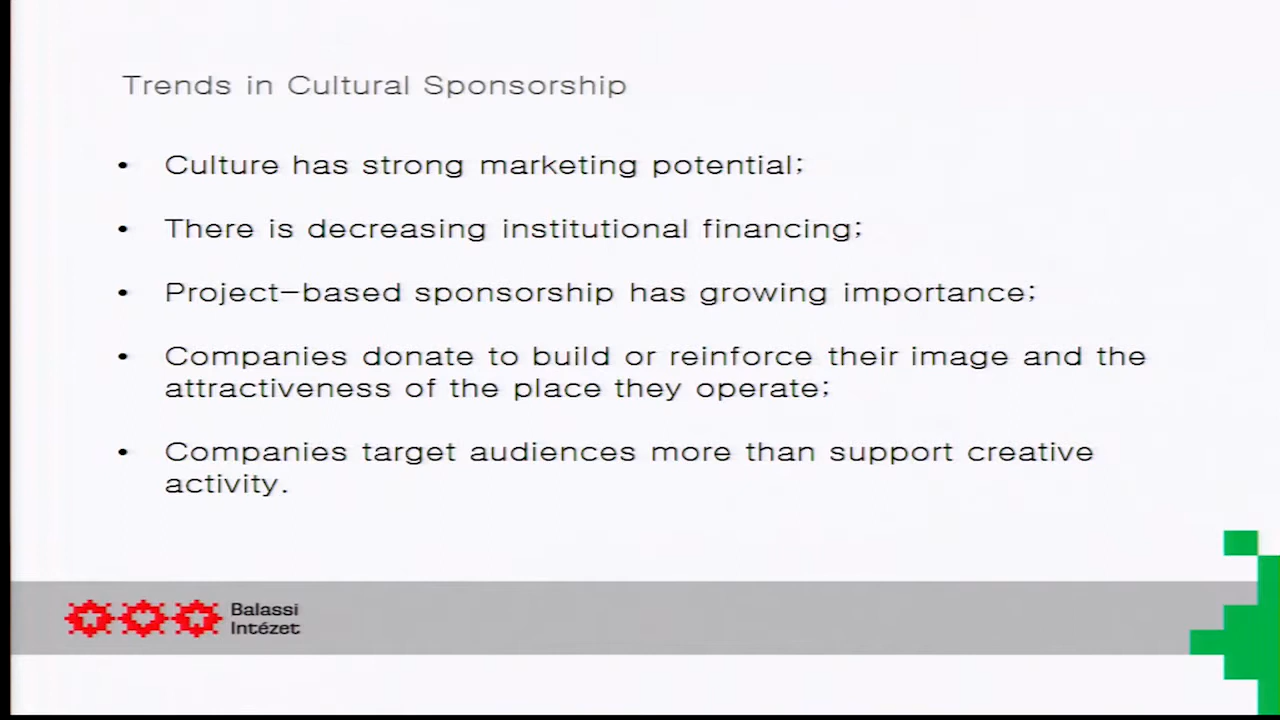 Trends in Cultural Sponsorship
• Culture has strong marketing potential;
• There is decreasing institutional financing;
• Project-based sponsorship has growing importance;
• Companies donate to build or reinforce their image and the
attractiveness of the place they operate;
• Companies target audiences more than support creative
activity.
Balassi
Intézet